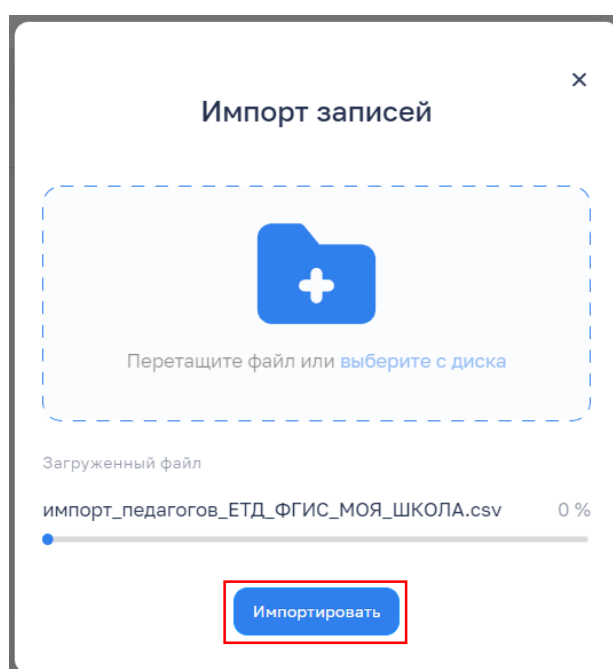 Импорт записей
Перетащите файл или выберите с диска
Загруженный файл
импорт_педагогов_ЕТД_ФГИС_МОЯ_ШКОЛА.csv 0 %
Импортировать